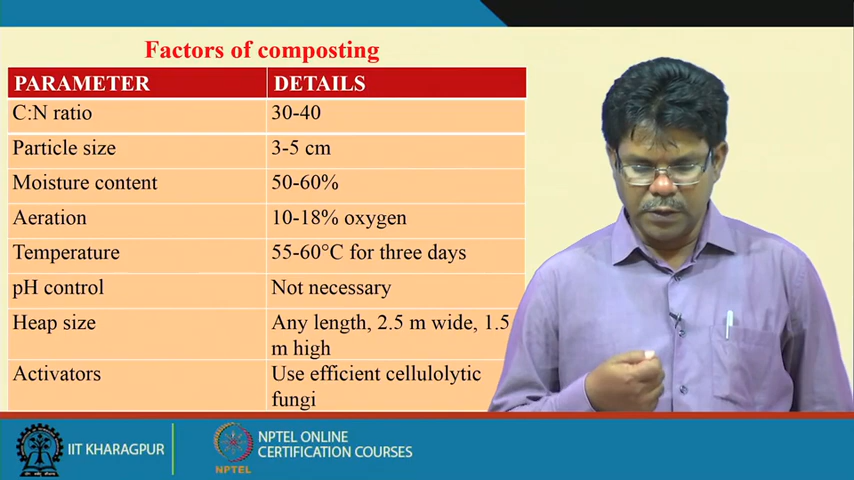 Factors of composting
PARAMETER DETAILS
C:N ratio 30-40
Particle size 3-5 cm
Moisture content 50-60%
Aeration 10-18% oxygen
Temperature 55-60°C for three days
pH control Not necessary
Heap size Any length, 2.5 m wide, 1.5
m high
Activators Use efficient cellulolytic
fungi
IIT KHARAGPUR
NPTEL
NPTEL ONLINE
CERTIFICATION COURSES